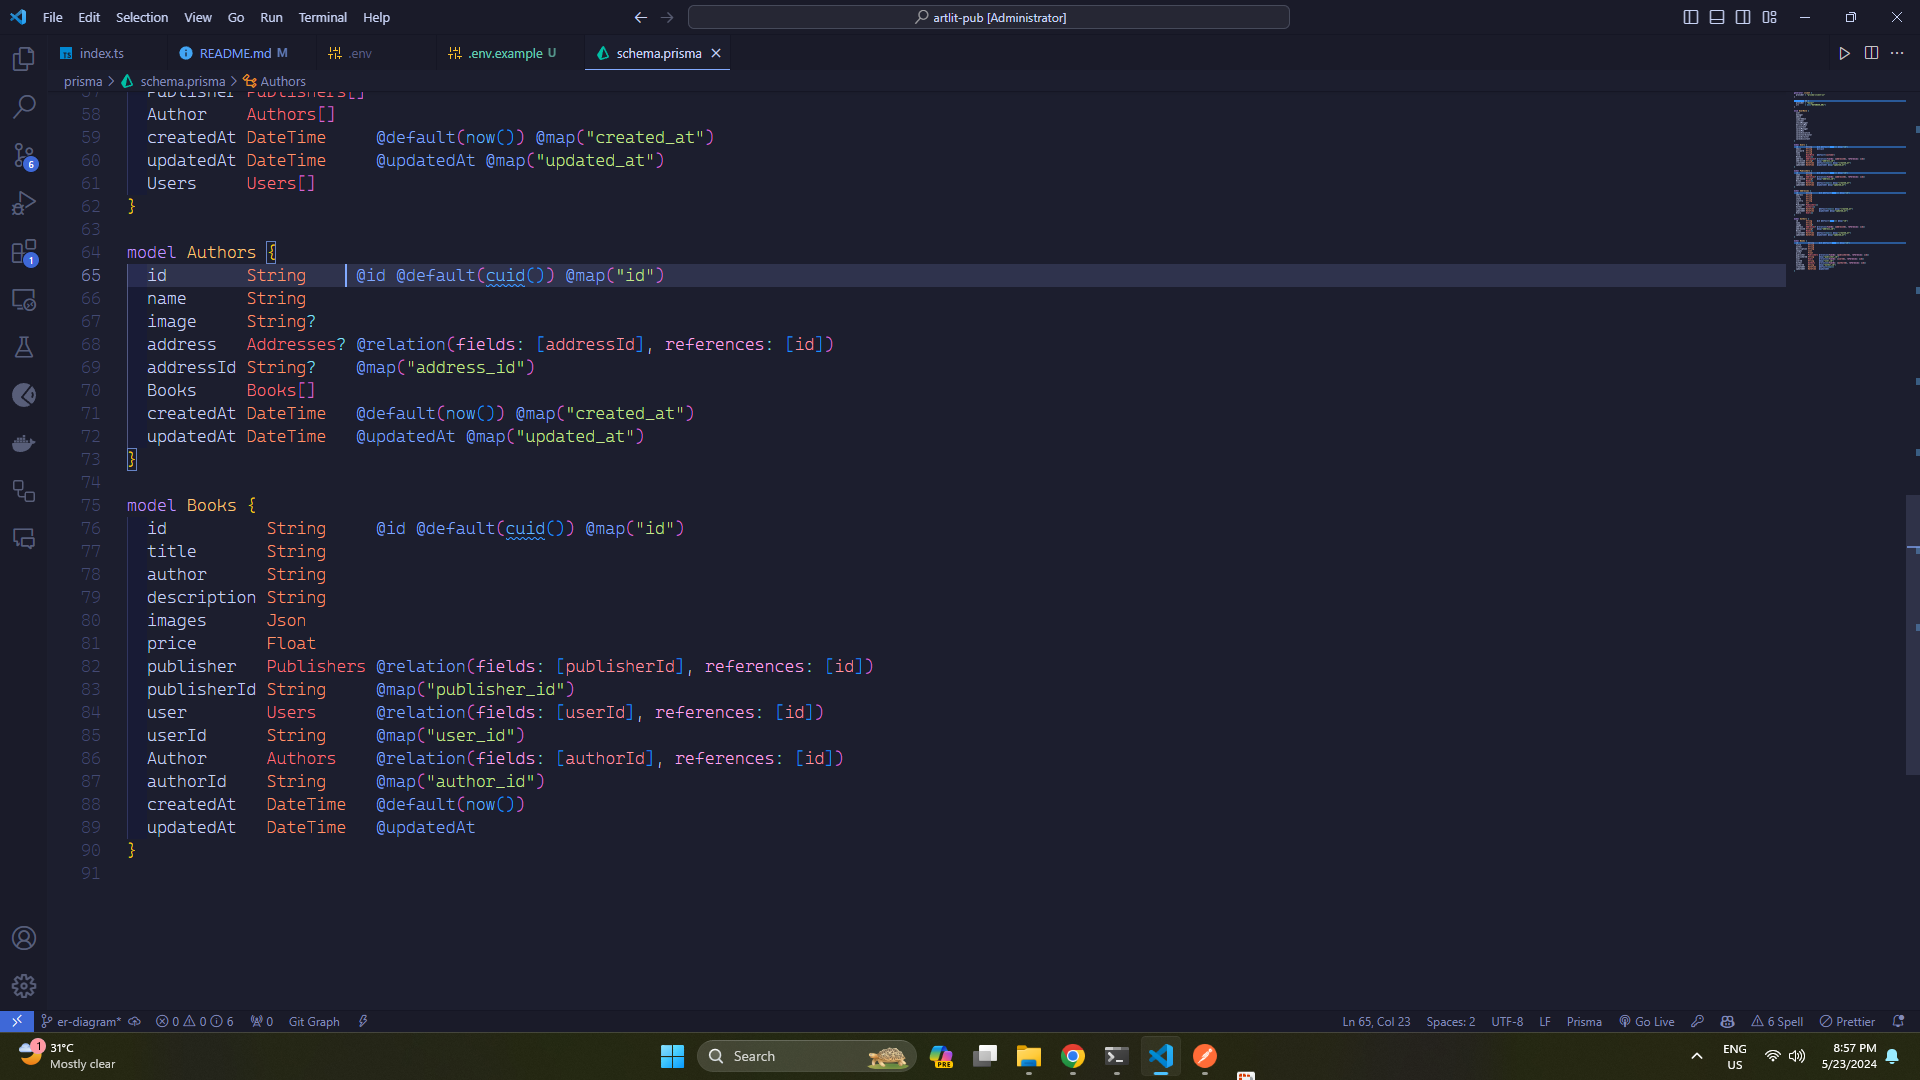 File Edit Selection View Go Run Terminal Help
artlit-pub [Administrator]
index.ts
README.md M
.env
.env.example U
schema.prisma
prisma > schema.prisma > Authors
57 Publisher Publishers[]
58 Author Authors[]
59 createdAt DateTime @default(now()) @map("created_at")
60 updatedAt DateTime @updatedAt @map("updated_at")
61 Users Users[]
62 }
63
64 model Authors {
65 id String @id @default(cuid()) @map("id")
66 name String
67 image String?
68 address Addresses? @relation(fields: [addressId], references: [id])
69 addressId String? @map("address_id")
70 Books Books[]
71 createdAt DateTime @default(now()) @map("created_at")
72 updatedAt DateTime @updatedAt @map("updated_at")
73 }
74
75 model Books {
76 id String @id @default(cuid()) @map("id")
77 title String
78 author String
79 description String
80 images Json
81 price Float
82 publisher Publishers @relation(fields: [publisherId], references: [id])
83 publisherId String @map("publisher_id")
84 user Users @relation(fields: [userId], references: [id])
85 userId String @map("user_id")
86 Author Authors @relation(fields: [authorId], references: [id])
87 authorId String @map("author_id")
88 createdAt DateTime @default(now())
89 updatedAt DateTime @updatedAt
90 }
91
6
1
er-diagram* 0 0 6 0 Git Graph
Ln 65, Col 23 Spaces: 2 UTF-8 LF Prisma Go Live 6 Spell Prettier
1
31°C
Mostly clear
Search
PRE
ENG
US
8:57 PM
5/23/2024